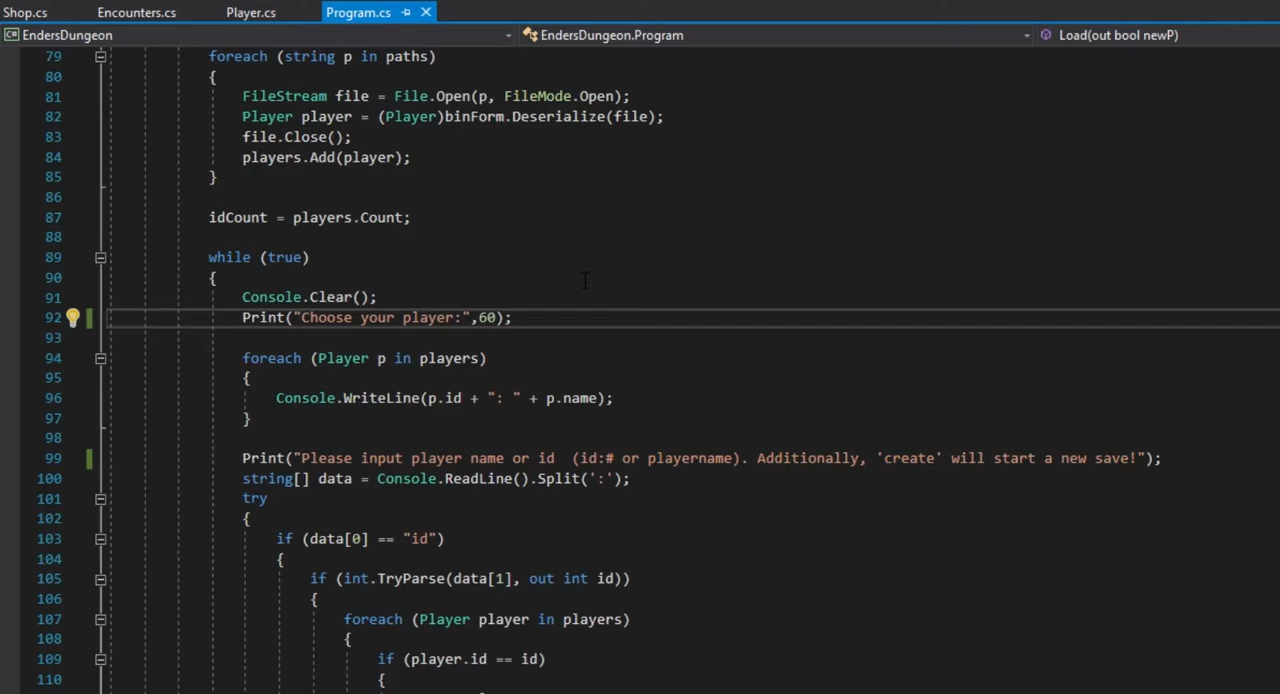 Shop.cs Encounters.cs Player.cs Program.cs
C# EndersDungeon EndersDungeon.Program Load(out bool newP)
79 foreach (string p in paths)
80 {
81 FileStream file = File.Open(p, FileMode.Open);
82 Player player = (Player)binForm.Deserialize(file);
83 file.Close();
84 players.Add(player);
85 }
86
87 idCount = players.Count;
88
89 while (true)
90 {
91 Console.Clear();
92 Print("Choose your player:",60);
93
94 foreach (Player p in players)
95 {
96 Console.WriteLine(p.id + ": " + p.name);
97 }
98
99 Print("Please input player name or id  (id:# or playername). Additionally, 'create' will start a new save!");
100 string[] data = Console.ReadLine().Split(':');
101 try
102 {
103 if (data[0] == "id")
104 {
105 if (int.TryParse(data[1], out int id))
106 {
107 foreach (Player player in players)
108 {
109 if (player.id == id)
110 {